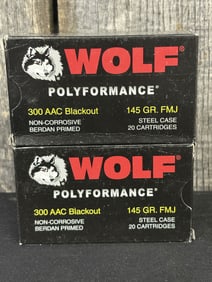 WOLF®
POLYFORMANCE®
300 AAC Blackout 145 GR. FMJ
NON-CORROSIVE STEEL CASE
BERDAN PRIMED 20 CARTRIDGES
WOLF®
POLYFORMANCE®
300 AAC Blackout 145 GR. FMJ
NON-CORROSIVE STEEL CASE
BERDAN PRIMED 20 CARTRIDGES